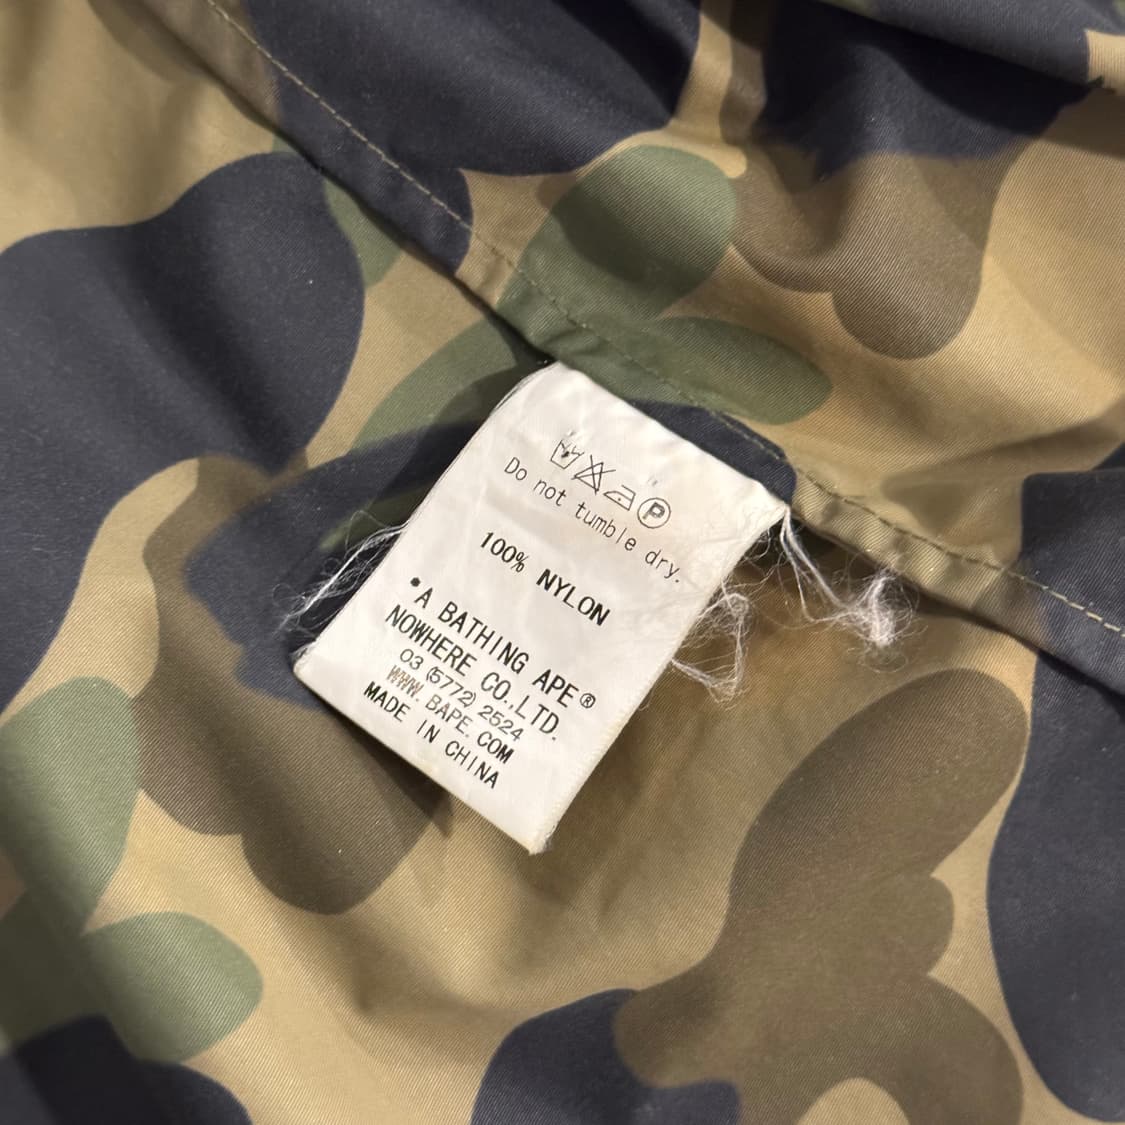 P
Do not tumble dry.
100% NYLON
•A BATHING APE®
NOWHERE CO.,LTD.
03 (5772) 2524
WWW. BAPE. COM
MADE IN CHINA